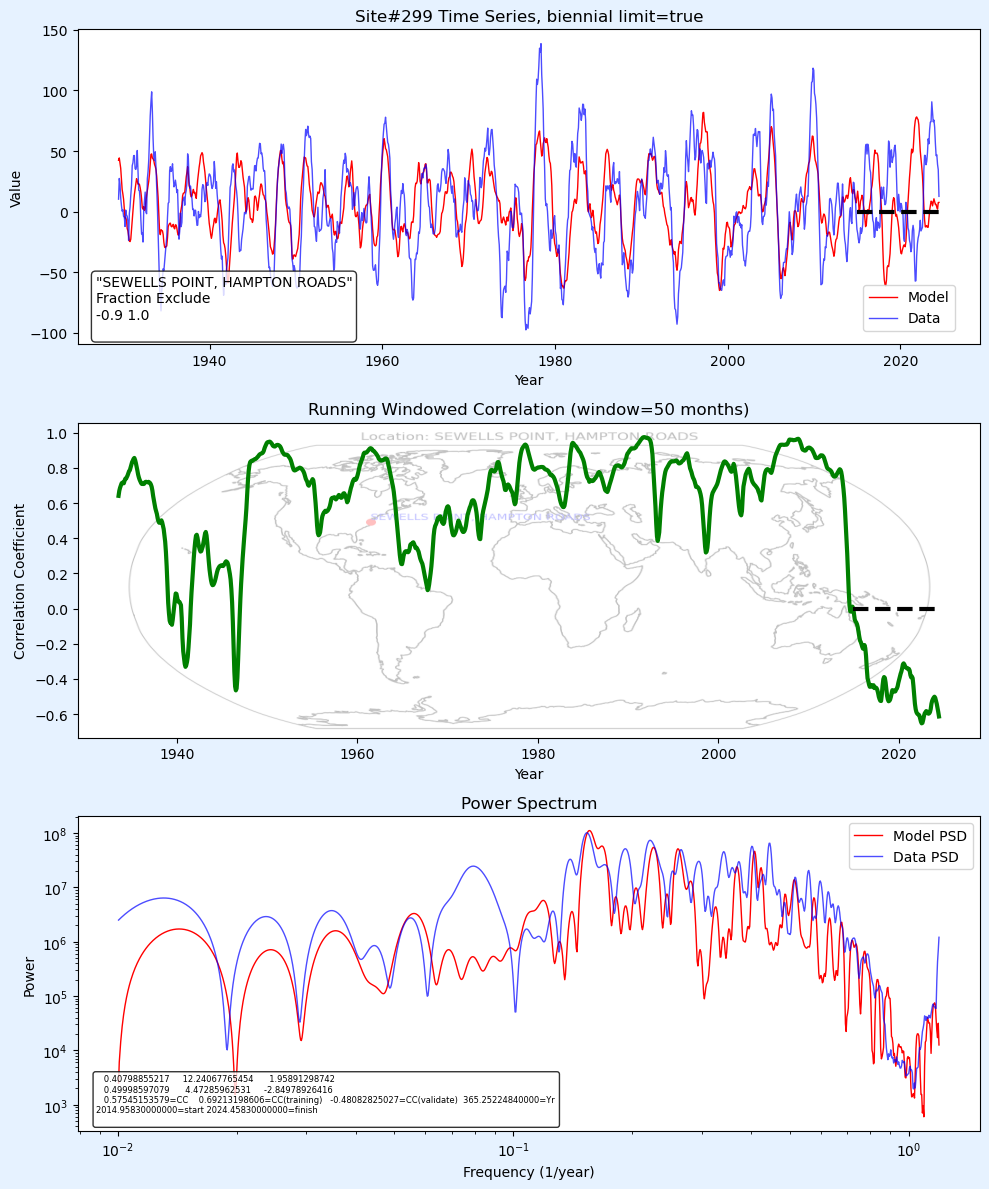 Site#299 Time Series, biennial limit=true
150
100
50
0
−50
−100
Value
"SEWELLS POINT, HAMPTON ROADS"
Fraction Exclude
-0.9 1.0
Model
Data
1940
1960
1980
2000
2020
Year
Running Windowed Correlation (window=50 months)
Location: SEWELLS POINT, HAMPTON ROADS
SEWELLS POINT, HAMPTON ROADS
1.0
0.8
0.6
0.4
0.2
0.0
−0.2
−0.4
−0.6
Correlation Coefficient
1940
1960
1980
2000
2020
Year
Power Spectrum
Model PSD
Data PSD
10^8
10^7
10^6
10^5
10^4
10^3
Power
0.40798855217 12.24067765454 1.95891298742
0.49998597079 4.47285962531 -2.84978926416
0.57545153579=CC 0.69213198606=CC(training) -0.48082825027=CC(validate) 365.25224840000=Yr
2014.95830000000=start 2024.45830000000=finish
10^−2
10^−1
10^0
Frequency (1/year)